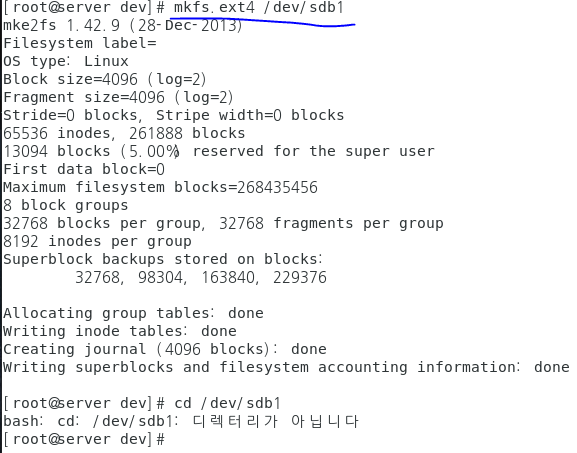 [root@server dev]# mkfs.ext4 /dev/sdb1
mke2fs 1.42.9 (28-Dec-2013)
Filesystem label=
OS type: Linux
Block size=4096 (log=2)
Fragment size=4096 (log=2)
Stride=0 blocks, Stripe width=0 blocks
65536 inodes, 261888 blocks
13094 blocks (5.00%) reserved for the super user
First data block=0
Maximum filesystem blocks=268435456
8 block groups
32768 blocks per group, 32768 fragments per group
8192 inodes per group
Superblock backups stored on blocks:
32768, 98304, 163840, 229376
Allocating group tables: done
Writing inode tables: done
Creating journal (4096 blocks): done
Writing superblocks and filesystem accounting information: done
[root@server dev]# cd /dev/sdb1
bash: cd: /dev/sdb1: 디렉터리가 아닙니다
[root@server dev]#